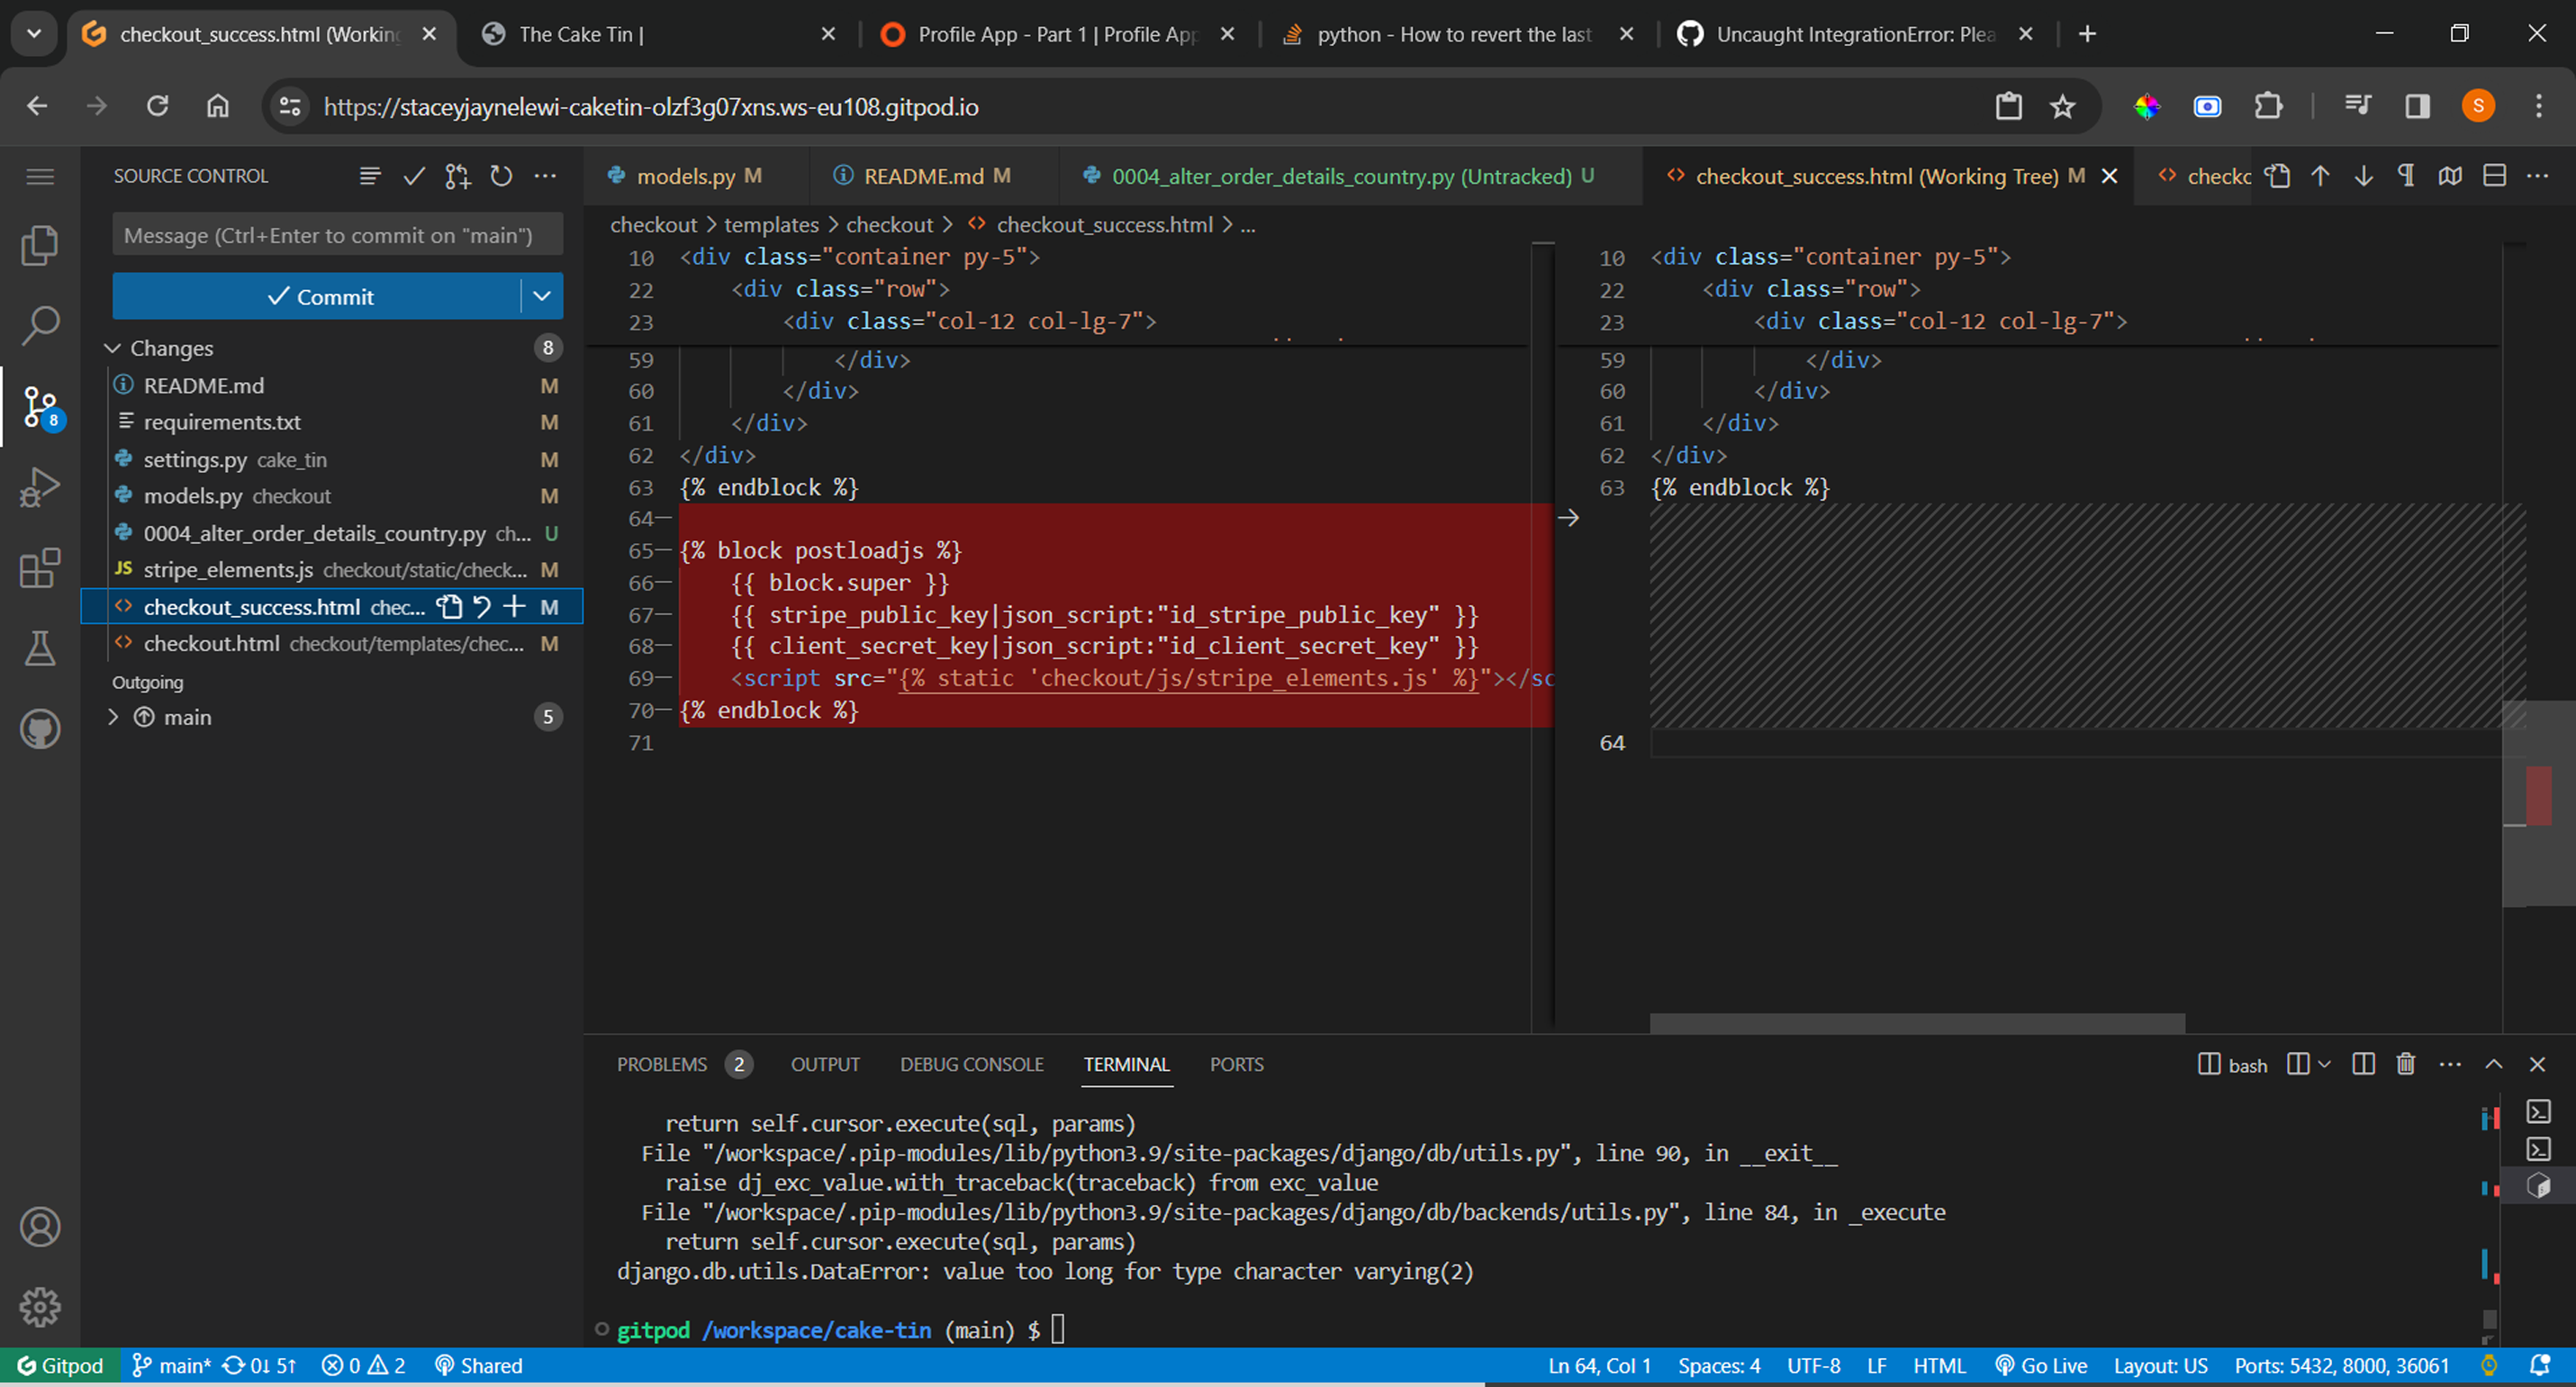 checkout_success.html (Working
The Cake Tin |
Profile App - Part 1 | Profile App
python - How to revert the last
Uncaught IntegrationError: Plea
https://staceyjaynelewi-caketin-olzf3g07xns.ws-eu108.gitpod.io
S
SOURCE CONTROL
models.py M
README.md M
0004_alter_order_details_country.py (Untracked) U
checkout_success.html (Working Tree) M
checkc
Message (Ctrl+Enter to commit on "main")
Commit
Changes 8
README.md M
requirements.txt M
settings.py cake_tin M
models.py checkout M
0004_alter_order_details_country.py ch... U
JS stripe_elements.js checkout/static/check... M
checkout_success.html chec... M
checkout.html checkout/templates/chec... M
Outgoing
main 5
8
checkout > templates > checkout > checkout_success.html > ...
10 <div class="container py-5">
22 <div class="row">
23 <div class="col-12 col-lg-7">
59 </div>
60 </div>
61 </div>
62 </div>
63 {% endblock %}
64—
65— {% block postloadjs %}
66— {{ block.super }}
67— {{ stripe_public_key|json_script:"id_stripe_public_key" }}
68— {{ client_secret_key|json_script:"id_client_secret_key" }}
69— <script src="{% static 'checkout/js/stripe_elements.js' %}"></sc
70— {% endblock %}
71
10 <div class="container py-5">
22 <div class="row">
23 <div class="col-12 col-lg-7">
59 </div>
60 </div>
61 </div>
62 </div>
63 {% endblock %}
64
PROBLEMS 2 OUTPUT DEBUG CONSOLE TERMINAL PORTS
bash
return self.cursor.execute(sql, params)
File "/workspace/.pip-modules/lib/python3.9/site-packages/django/db/utils.py", line 90, in __exit__
raise dj_exc_value.with_traceback(traceback) from exc_value
File "/workspace/.pip-modules/lib/python3.9/site-packages/django/db/backends/utils.py", line 84, in _execute
return self.cursor.execute(sql, params)
django.db.utils.DataError: value too long for type character varying(2)
gitpod /workspace/cake-tin (main) $
Gitpod main* 0↓ 5↑ 0 2 Shared
Ln 64, Col 1 Spaces: 4 UTF-8 LF HTML Go Live Layout: US Ports: 5432, 8000, 36061